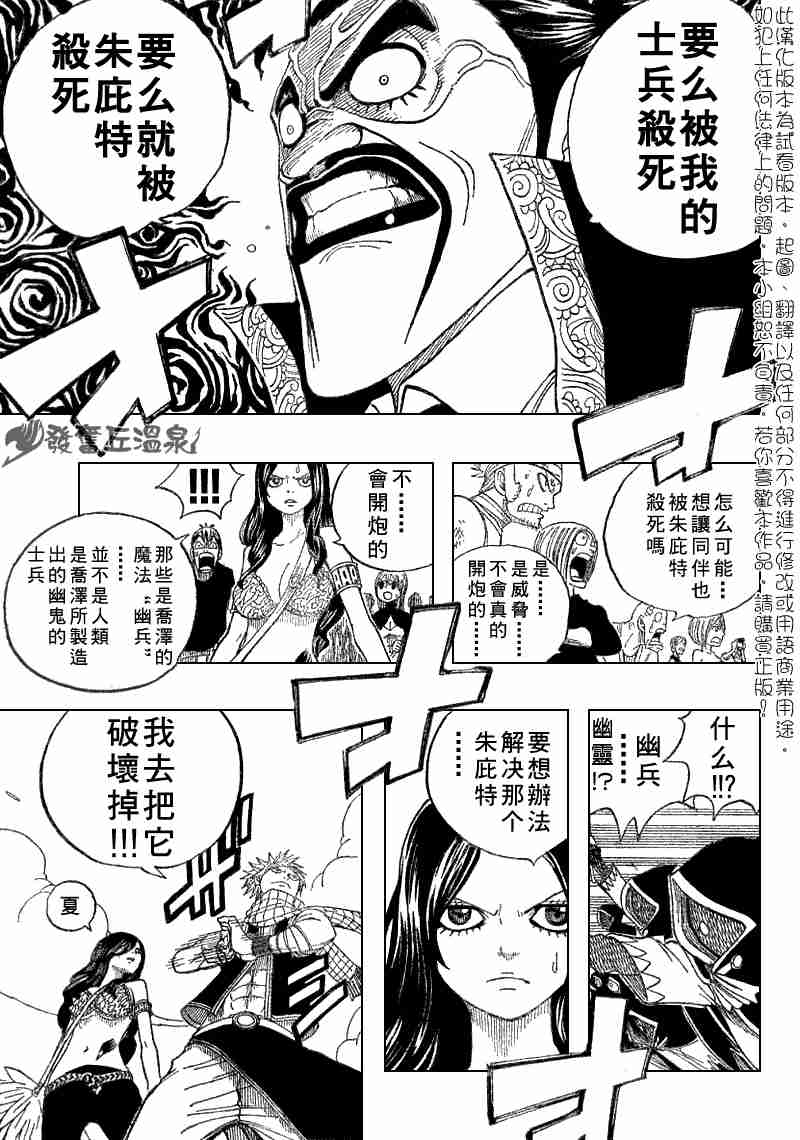 此漢化版本為試看版本。起圖、翻譯以及任何部分不得進行修改或用語商業用途。
如犯上任何法律上的問題，本小組恕不負責。若你喜歡本作品，請購買正版！
要么被我的
士兵殺死
要么就被
朱庇特
殺死
オ
オ
發奮丘溫泉
怎么可能…
想讓同伴也
被朱庇特
殺死嗎
是……
是威脅…
不會真的
開炮的
不……
會開炮的
!!!
那些是喬澤的
魔法“幽兵”
……
並不是人類
是喬澤所製造
出的幽鬼的
士兵
オ
什么!!?
幽兵
……
幽靈!?
要想辦法
解决那个
朱庇特
……
我去把它
破壞掉!!!
夏
オ